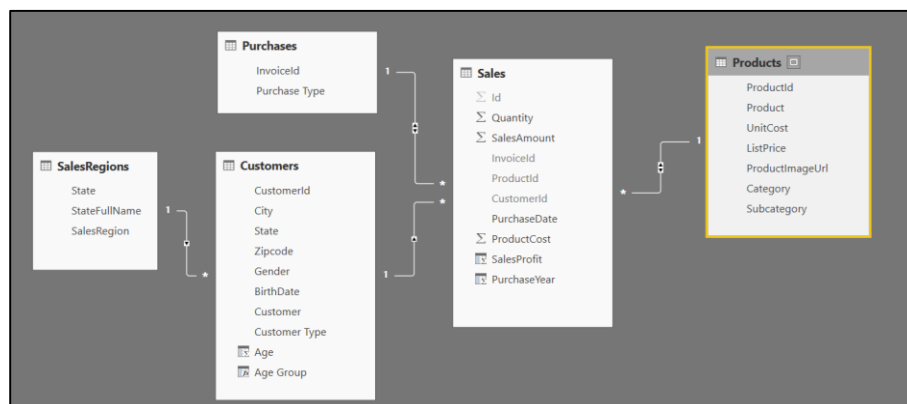 Purchases
InvoiceId
Purchase Type
1
*
SalesRegions
State
StateFullName
SalesRegion
1
*
Customers
CustomerId
City
State
Zipcode
Gender
BirthDate
Customer
Customer Type
Age
Age Group
1
*
Sales
Σ Id
Σ Quantity
Σ SalesAmount
InvoiceId
ProductId
CustomerId
PurchaseDate
Σ ProductCost
SalesProfit
PurchaseYear
*
1
Products
ProductId
Product
UnitCost
ListPrice
ProductImageUrl
Category
Subcategory